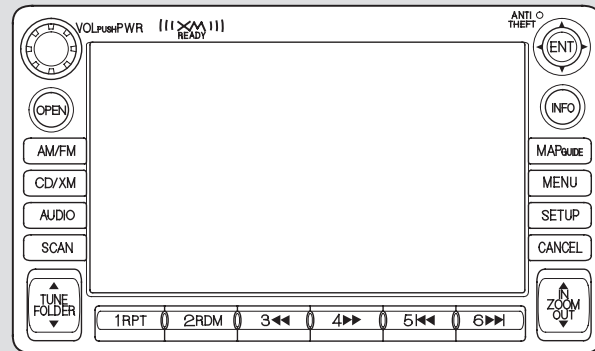 VOL PUSH PWR
XM
READY
ANTI
THEFT
ENT
OPEN
INFO
AM/FM
MAP GUIDE
CD/XM
MENU
AUDIO
SETUP
SCAN
CANCEL
TUNE
FOLDER
IN
ZOOM
OUT
1RPT
2RDM
3◀◀
4▶▶
5|◀◀
6▶▶|